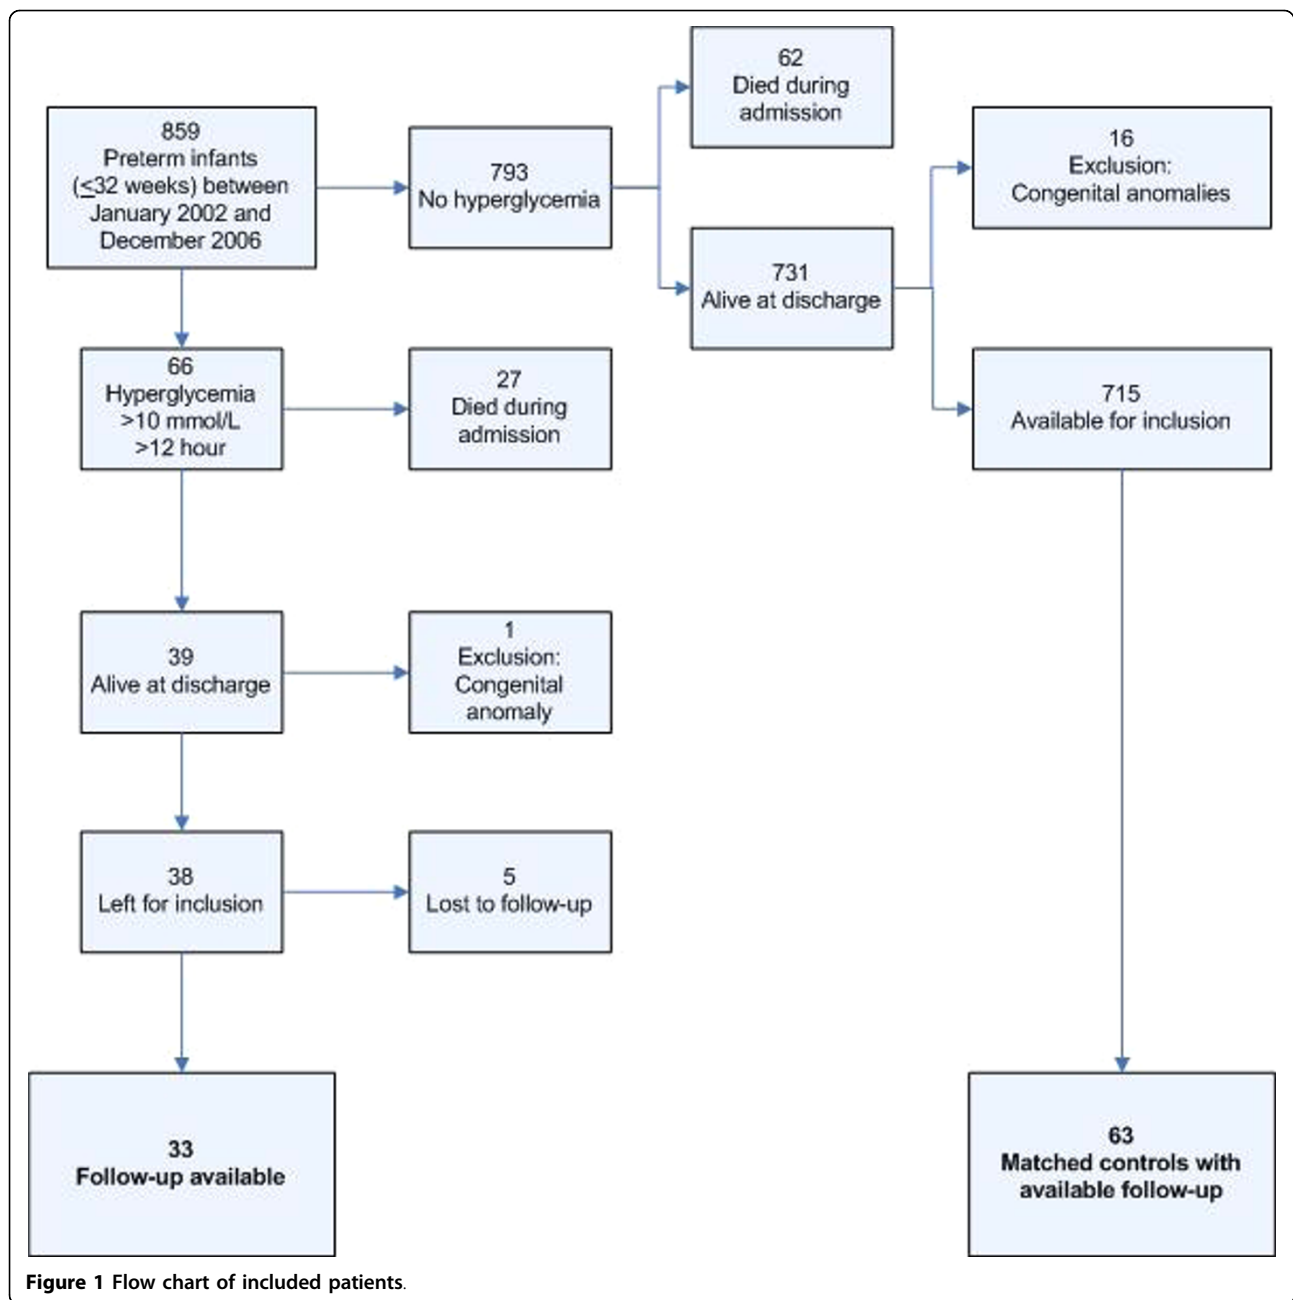 859
Preterm infants
(≤32 weeks) between
January 2002 and
December 2006
793
No hyperglycemia
62
Died during
admission
731
Alive at discharge
16
Exclusion:
Congenital anomalies
715
Available for inclusion
66
Hyperglycemia
>10 mmol/L
>12 hour
27
Died during
admission
39
Alive at discharge
1
Exclusion:
Congenital
anomaly
38
Left for inclusion
5
Lost to follow-up
33
Follow-up available
63
Matched controls with
available follow-up
Figure 1 Flow chart of included patients.